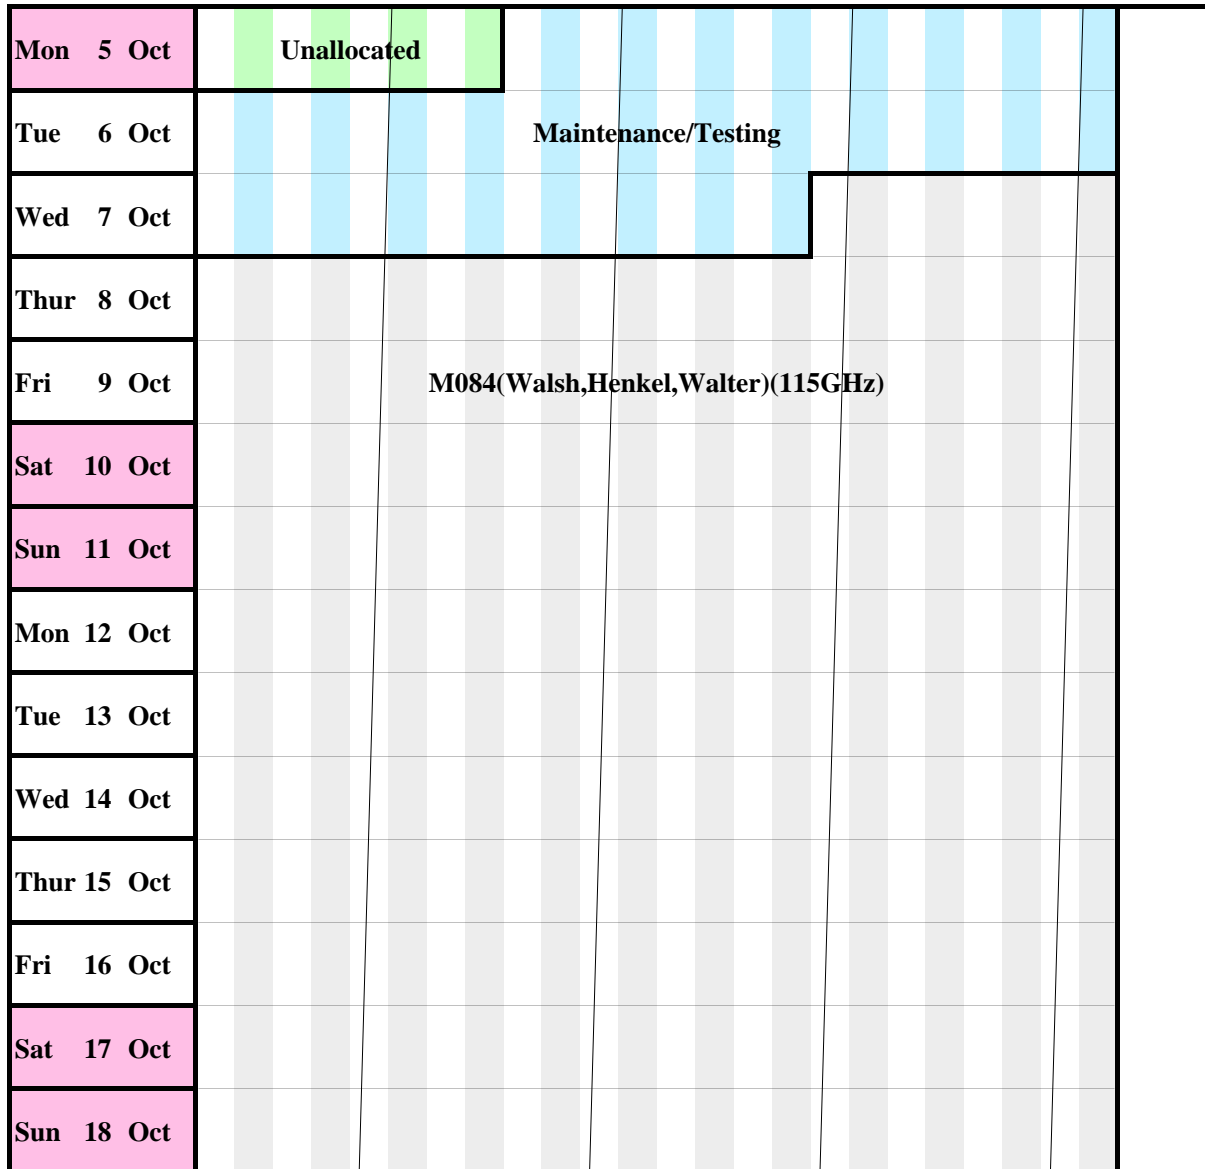 Mon 5 Oct Unallocated
Tue 6 Oct Maintenance/Testing
Wed 7 Oct
Thur 8 Oct
Fri 9 Oct M084(Walsh,Henkel,Walter)(115GHz)
Sat 10 Oct
Sun 11 Oct
Mon 12 Oct
Tue 13 Oct
Wed 14 Oct
Thur 15 Oct
Fri 16 Oct
Sat 17 Oct
Sun 18 Oct